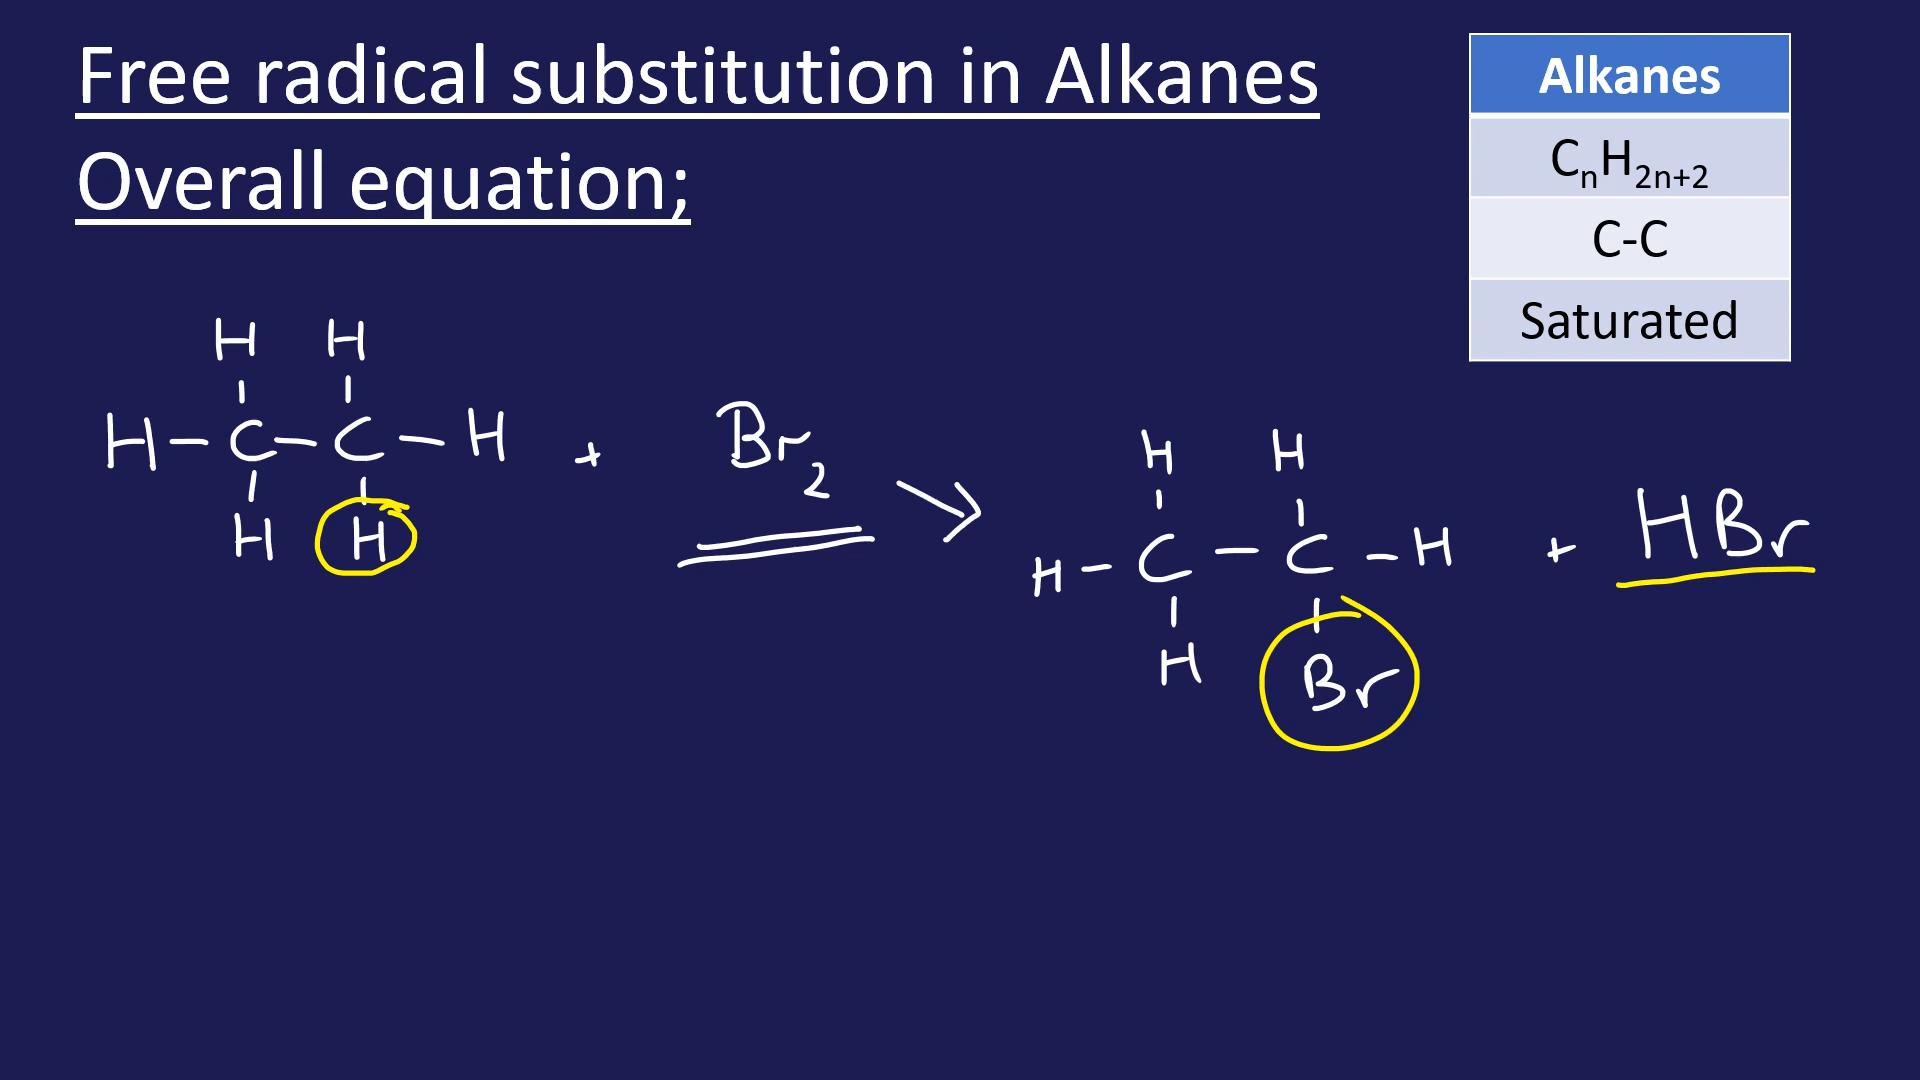 Free radical substitution in Alkanes
Overall equation;
Alkanes
CₙH₂ₙ₊₂
C-C
Saturated
H H
H-C-C-H + Br₂ →
H H
H H
H-C-C-H + HBr
H Br